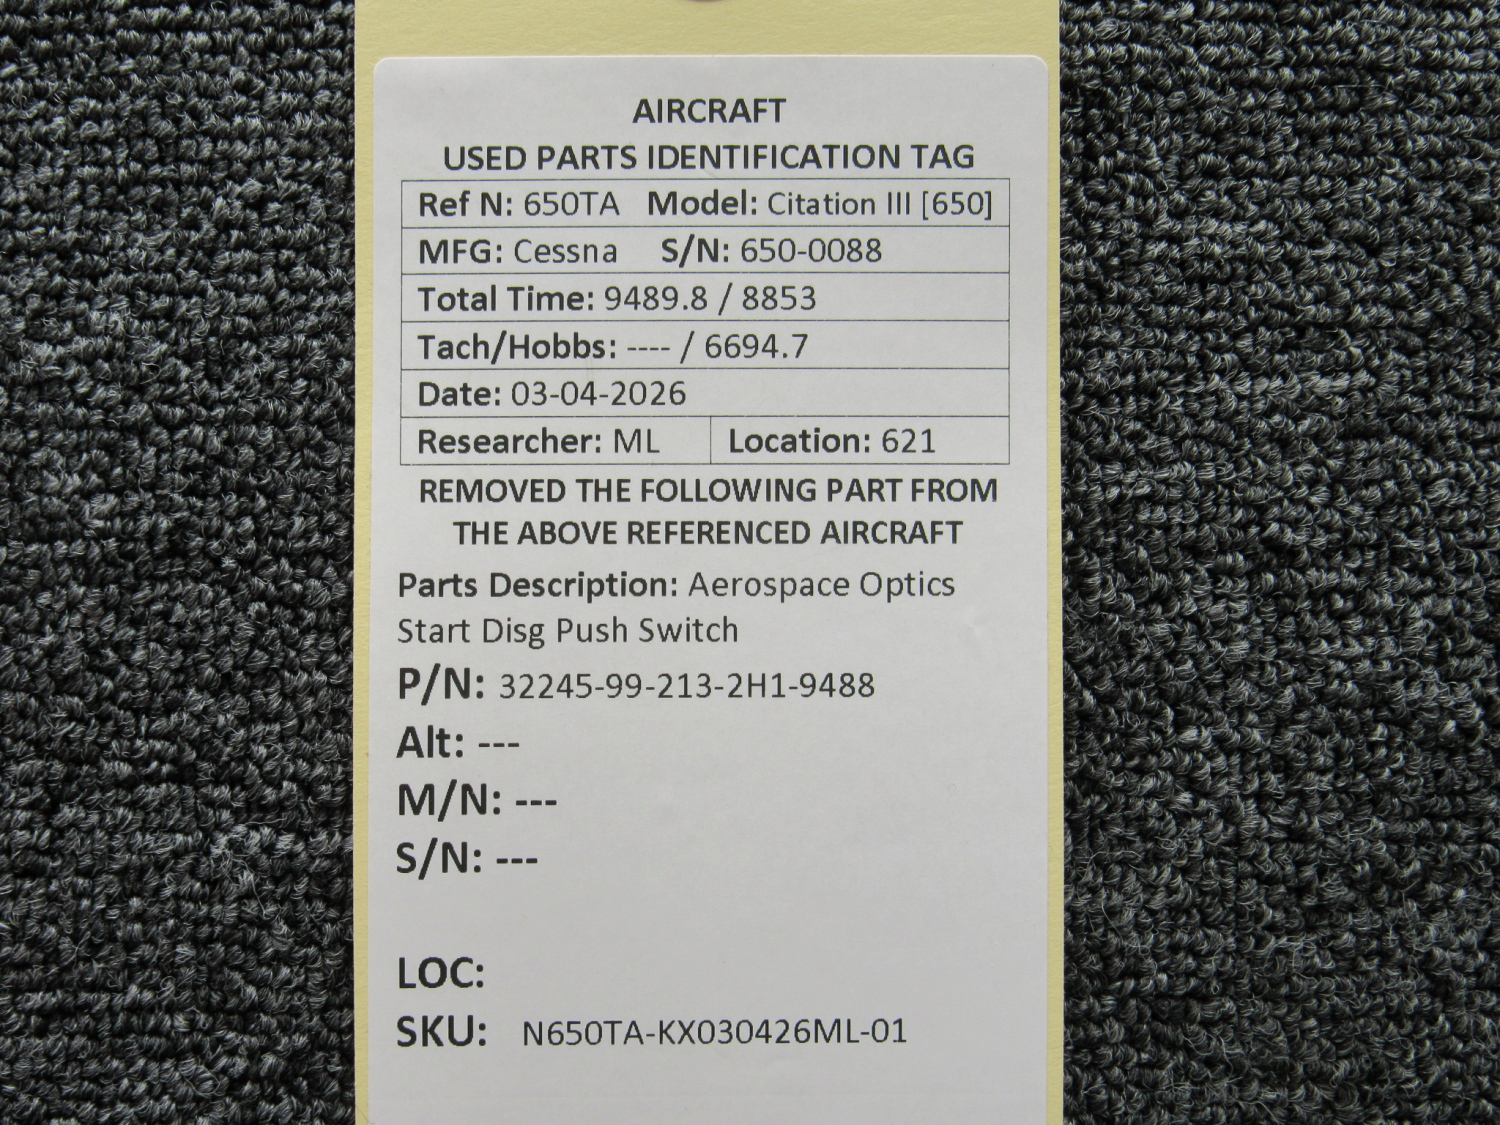 AIRCRAFT
USED PARTS IDENTIFICATION TAG
Ref N: 650TA Model: Citation III [650]
MFG: Cessna S/N: 650-0088
Total Time: 9489.8 / 8853
Tach/Hobbs: ---- / 6694.7
Date: 03-04-2026
Researcher: ML Location: 621
REMOVED THE FOLLOWING PART FROM
THE ABOVE REFERENCED AIRCRAFT
Parts Description: Aerospace Optics
Start Disg Push Switch
P/N: 32245-99-213-2H1-9488
Alt: ---
M/N: ---
S/N: ---
LOC:
SKU: N650TA-KX030426ML-01